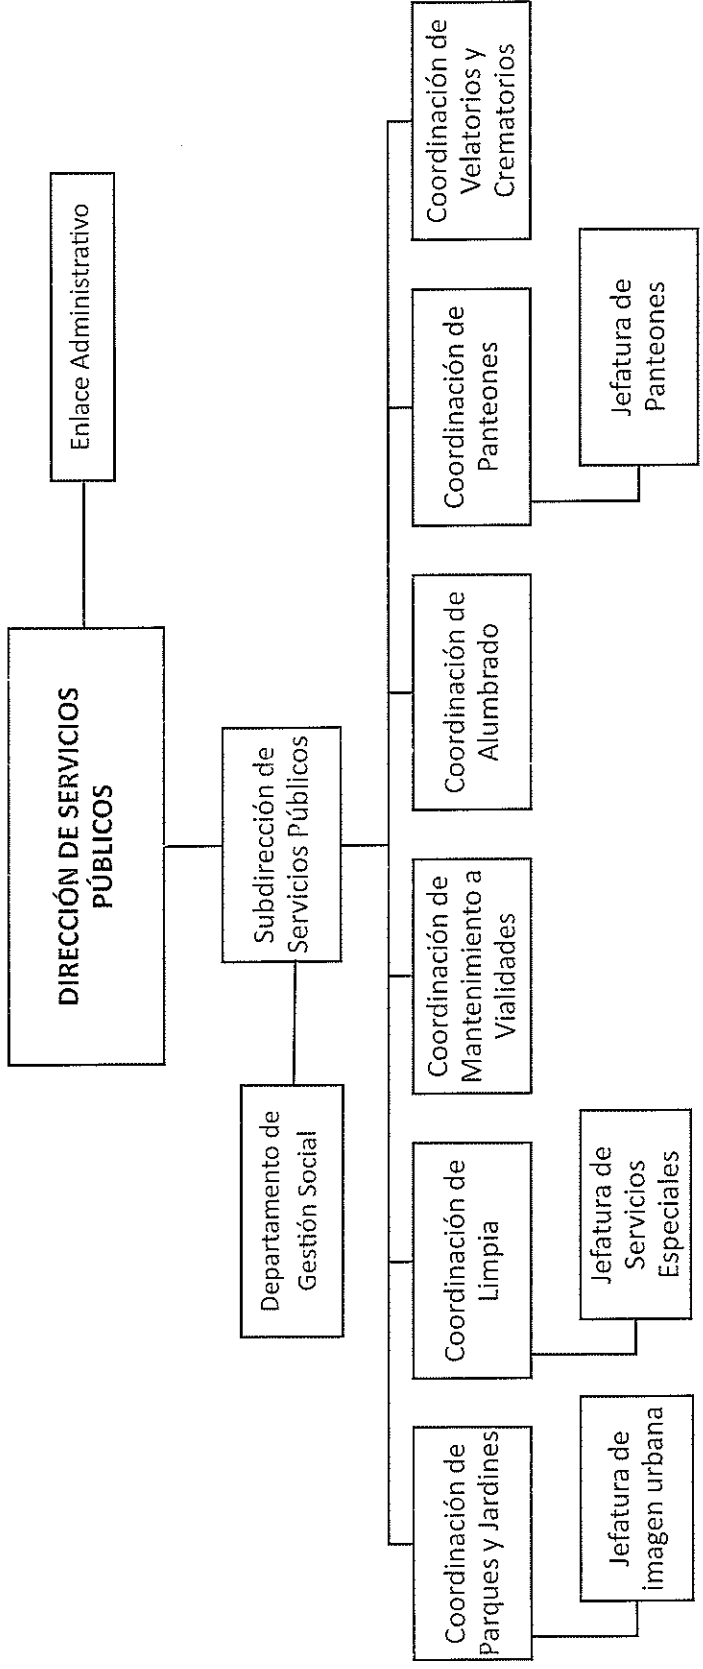 DIRECCIÓN DE SERVICIOS
PÚBLICOS
Enlace Administrativo
Subdirección de
Servicios Públicos
Departamento de
Gestión Social
Coordinación de
Parques y Jardines
Coordinación de
Limpia
Coordinación de
Mantenimiento a
Vialidades
Coordinación de
Alumbrado
Coordinación de
Panteones
Coordinación de
Velatorios y
Crematorios
Jefatura de
imagen urbana
Jefatura de
Servicios
Especiales
Jefatura de
Panteones